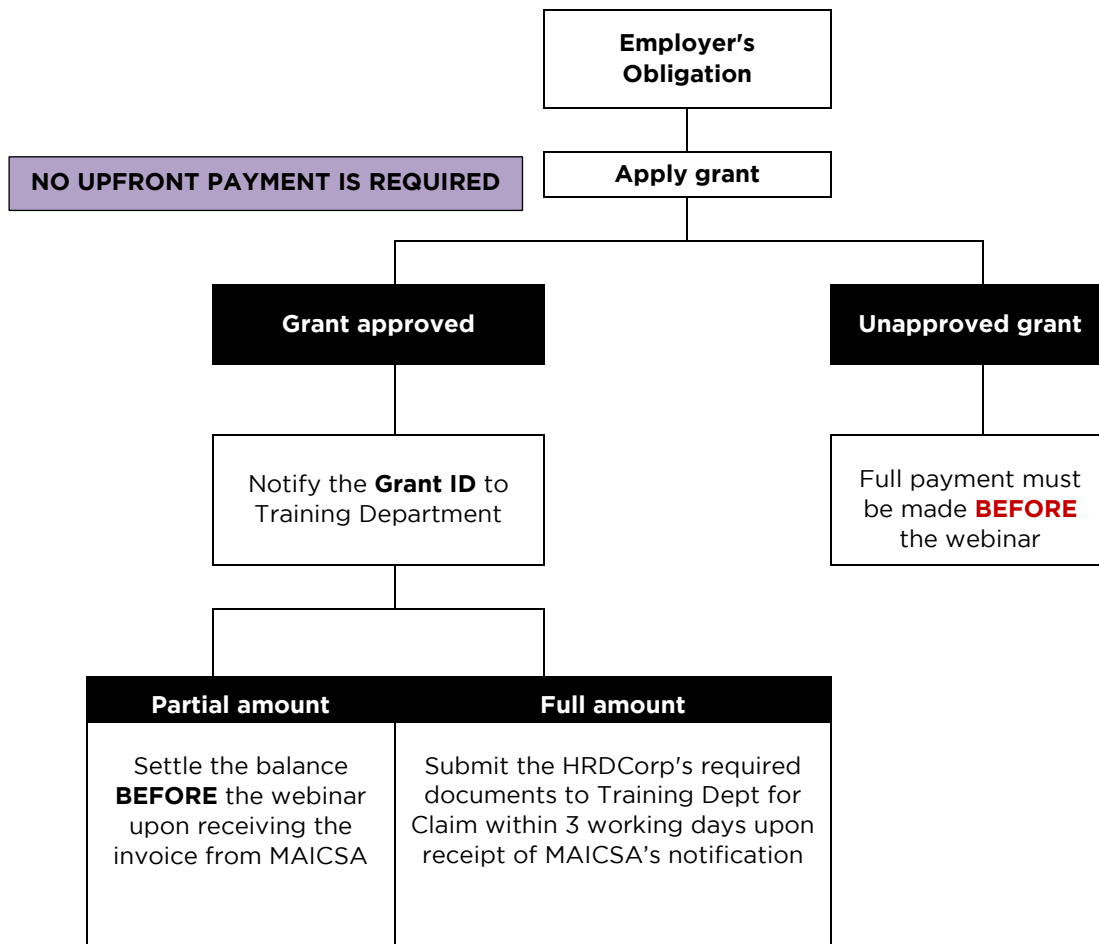 Employer's
Obligation
NO UPFRONT PAYMENT IS REQUIRED
Apply grant
Grant approved
Unapproved grant
Notify the Grant ID to
Training Department
Full payment must
be made BEFORE
the webinar
Partial amount
Full amount
Settle the balance
BEFORE the webinar
upon receiving the
invoice from MAICSA
Submit the HRDCorp's required
documents to Training Dept for
Claim within 3 working days upon
receipt of MAICSA’s notification